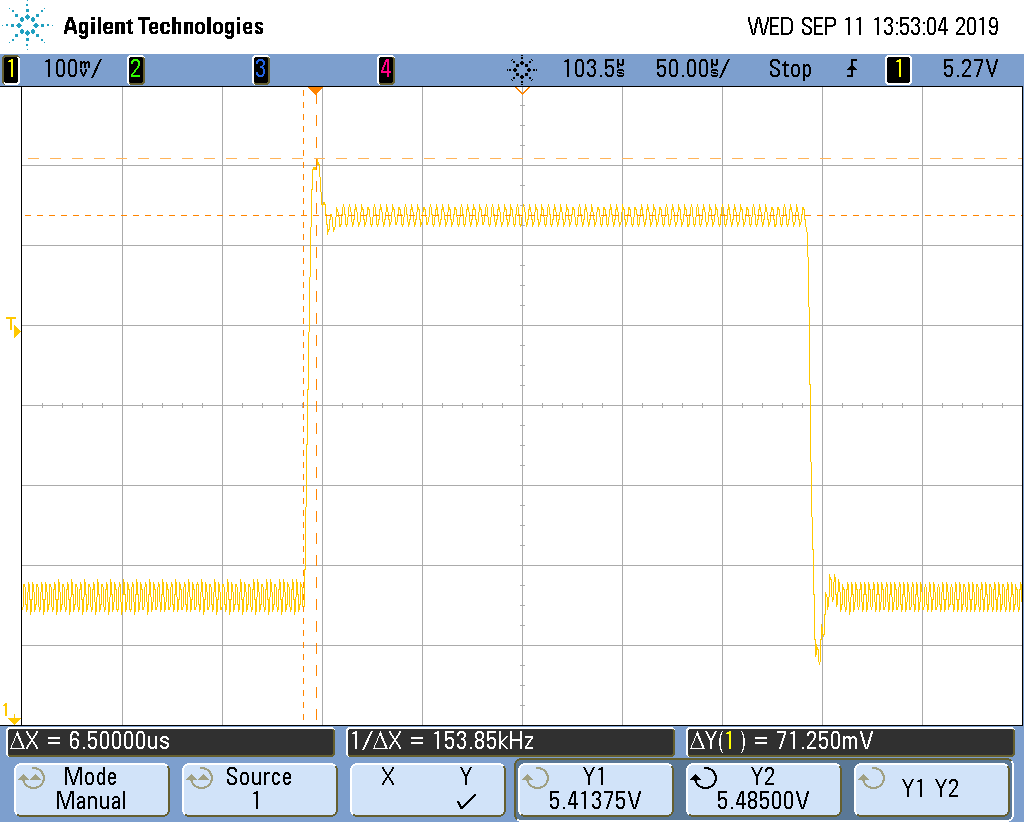 Agilent Technologies WED SEP 11 13:53:04 2019
1 100mV/ 2 3 4 103.5us 50.00us/ Stop 1 5.27V
T
1
ΔX = 6.50000us 1/ΔX = 153.85kHz ΔY(1) = 71.250mV
Mode Source X Y Y1 Y2 Y1 Y2
Manual 1 5.41375V 5.48500V